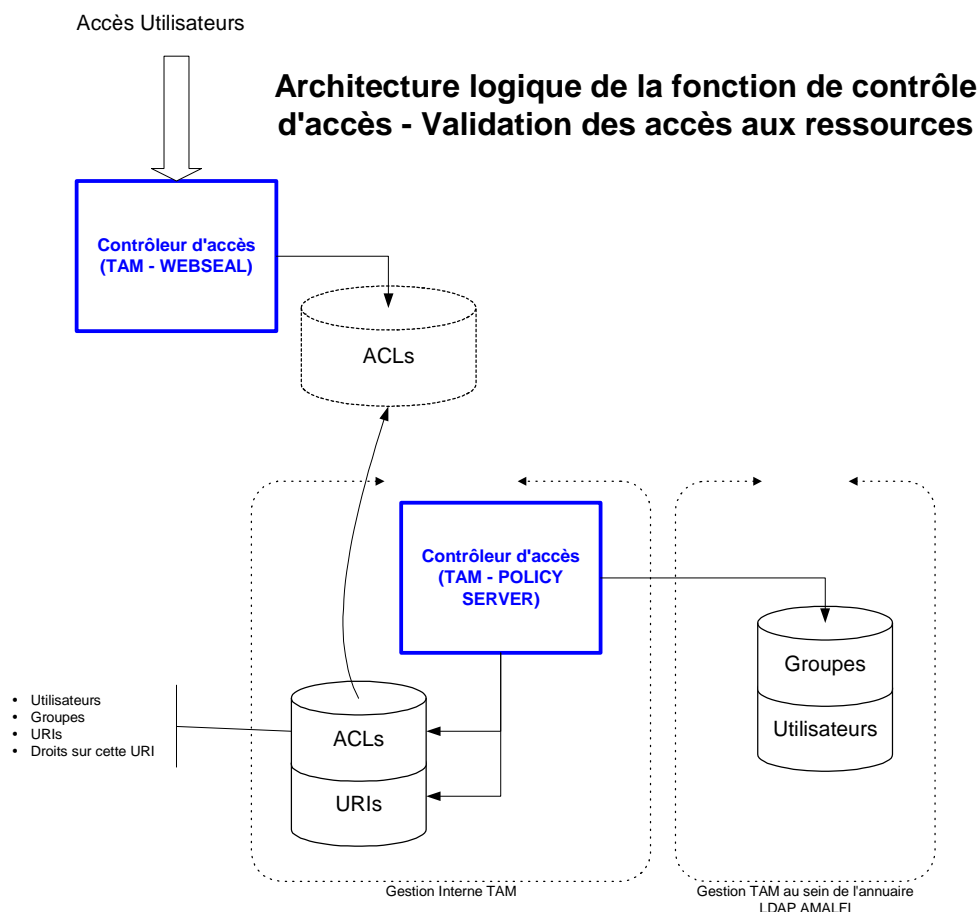 Accès Utilisateurs
Architecture logique de la fonction de contrôle
d'accès - Validation des accès aux ressources
Contrôleur d'accès
(TAM - WEBSEAL)
ACLs
Contrôleur d'accès
(TAM - POLICY
SERVER)
Groupes
Utilisateurs
• Utilisateurs
• Groupes
• URIs
• Droits sur cette URI
ACLs
URIs
Gestion Interne TAM
Gestion TAM au sein de l'annuaire
LDAP AMALFI